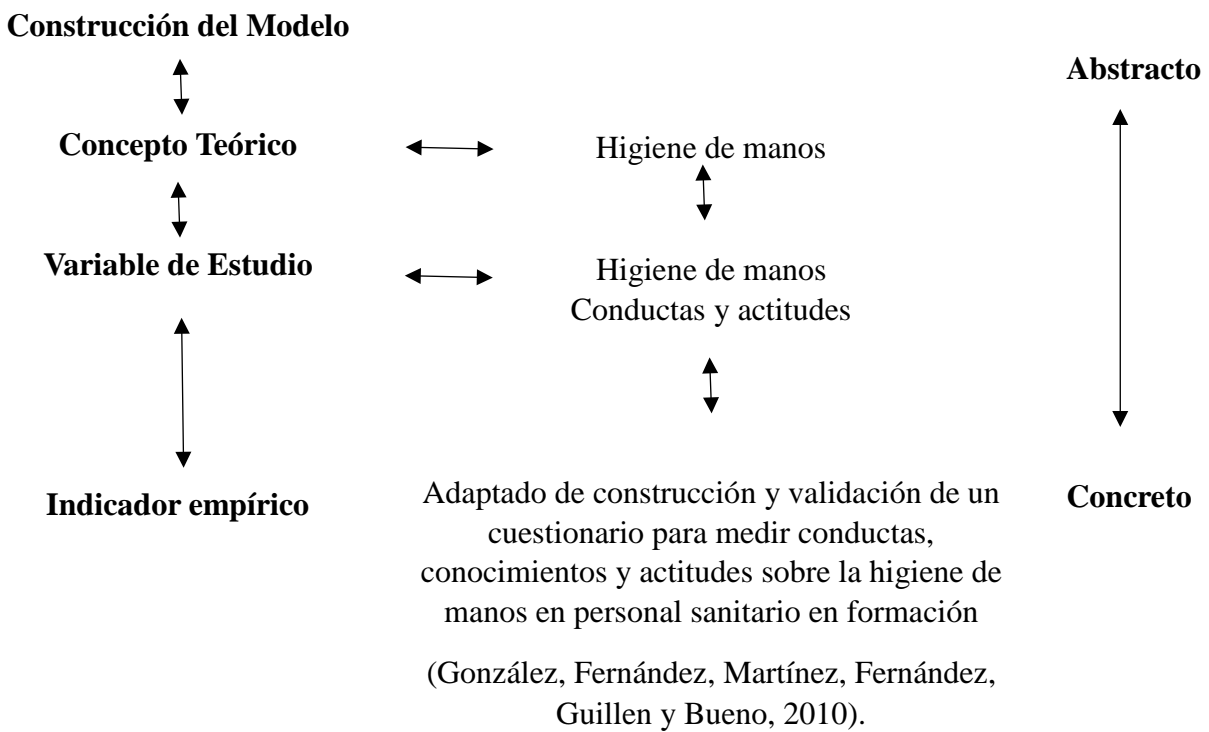 Construcción del Modelo
Abstracto
Concepto Teórico
Higiene de manos
Variable de Estudio
Higiene de manos
Conductas y actitudes
Indicador empírico
Adaptado de construcción y validación de un
cuestionario para medir conductas,
conocimientos y actitudes sobre la higiene de
manos en personal sanitario en formación
(González, Fernández, Martínez, Fernández,
Guillen y Bueno, 2010).
Concreto